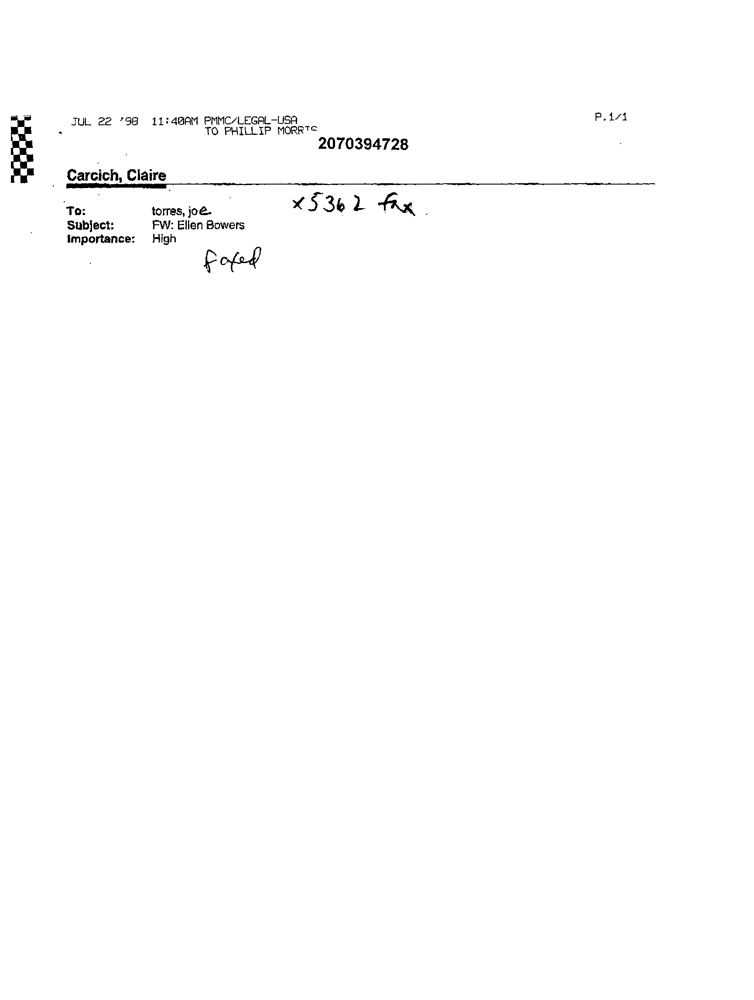 JUL 22 '98 11:40AM PMMC/LEGAL-USA P.1/1
TO PHILLIP MORRIS
2070394728
Carcich, Claire
x5362 fax
To: torres, joe
Subject: FW: Ellen Bowers
Importance: High
faxed